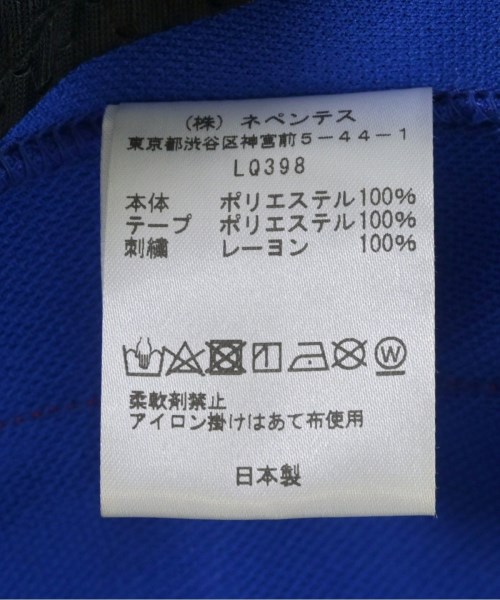 （株）ネペンテス
東京都渋谷区神宮前5－44－1
LQ398
本体 ポリエステル100%
テープ ポリエステル100%
刺繍 レーヨン 100%
W
柔軟剤禁止
アイロン掛けはあて布使用
日本製